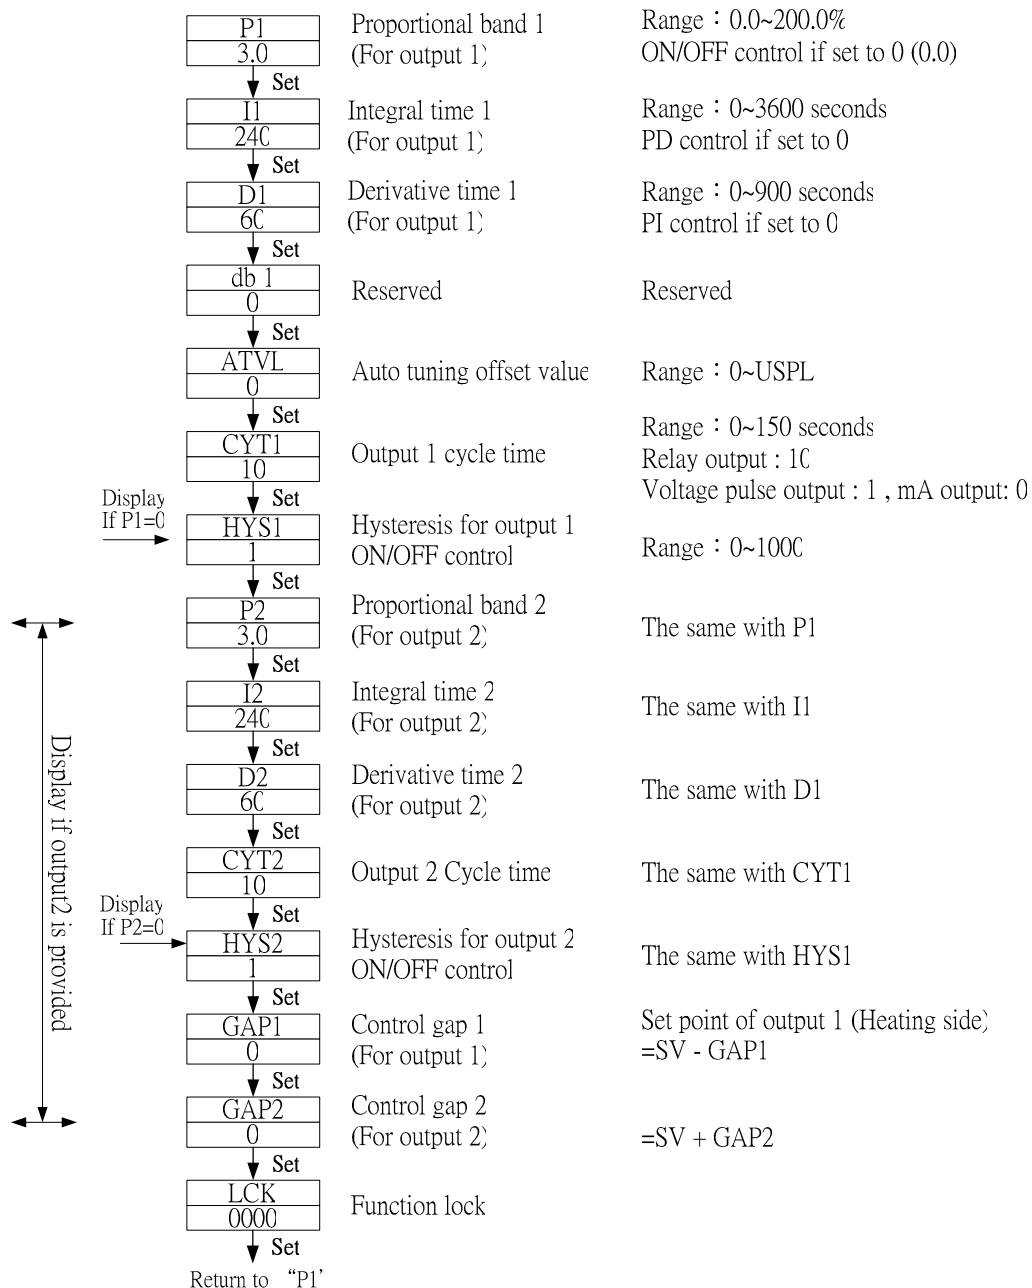 P1
3.0
Proportional band 1
(For output 1)
Range：0.0~200.0%
ON/OFF control if set to 0 (0.0)
Set
I1
240
Integral time 1
(For output 1)
Range：0~3600 seconds
PD control if set to 0
Set
D1
60
Derivative time 1
(For output 1)
Range：0~900 seconds
PI control if set to 0
Set
db 1
0
Reserved
Reserved
Set
ATVL
0
Auto tuning offset value
Range：0~USPL
Set
CYT1
10
Output 1 cycle time
Range：0~150 seconds
Relay output : 10
Voltage pulse output : 1 , mA output: 0
Set
Display
If P1=0
HYS1
1
Hysteresis for output 1
ON/OFF control
Range：0~1000
Set
P2
3.0
Proportional band 2
(For output 2)
The same with P1
Set
I2
240
Integral time 2
(For output 2)
The same with I1
Set
Display if output2 is provided
D2
60
Derivative time 2
(For output 2)
The same with D1
Set
CYT2
10
Output 2 Cycle time
The same with CYT1
Set
Display
If P2=0
HYS2
1
Hysteresis for output 2
ON/OFF control
The same with HYS1
Set
GAP1
0
Control gap 1
(For output 1)
Set point of output 1 (Heating side)
=SV - GAP1
Set
GAP2
0
Control gap 2
(For output 2)
=SV + GAP2
Set
LCK
0000
Function lock
Set
Return to “P1’